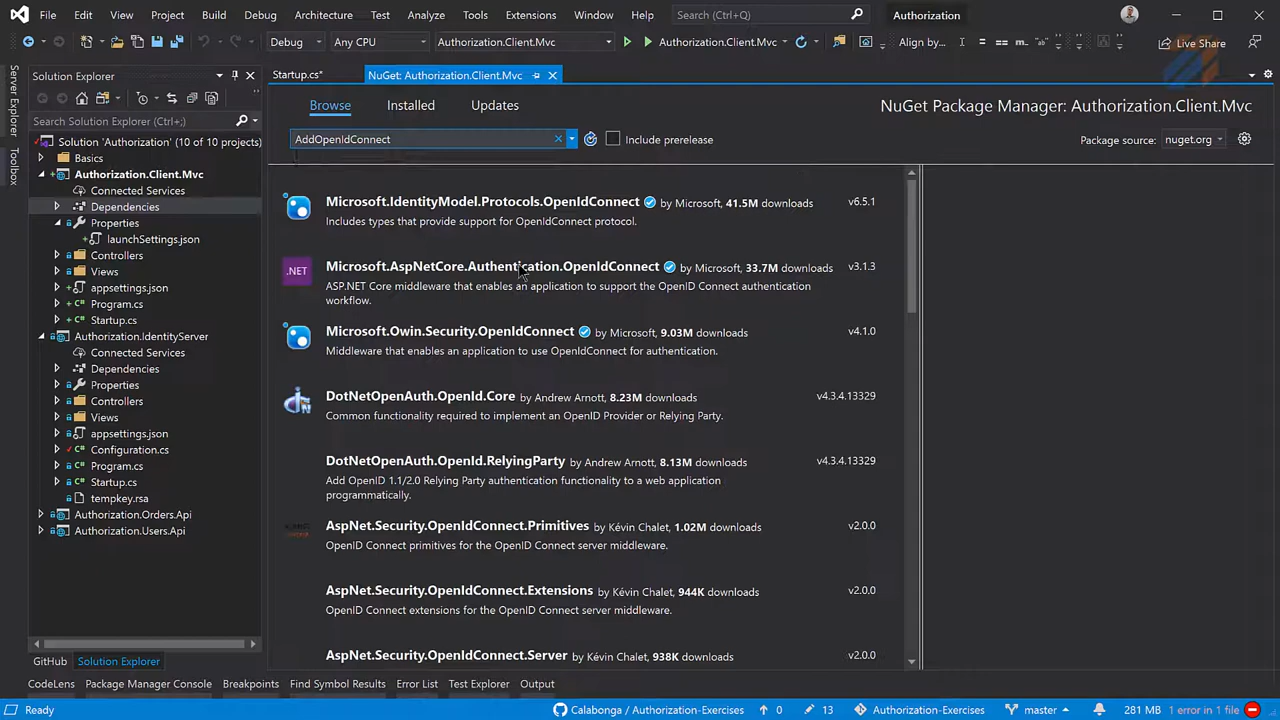 File Edit View Project Build Debug Architecture Test Analyze Tools Extensions Window Help Search (Ctrl+Q) Authorization
Debug Any CPU Authorization.Client.Mvc Authorization.Client.Mvc Align by... Live Share
Server Explorer
Toolbox
Solution Explorer
Search Solution Explorer (Ctrl+;)
Solution 'Authorization' (10 of 10 projects)
Basics
Authorization.Client.Mvc
Connected Services
Dependencies
Properties
launchSettings.json
Controllers
Views
appsettings.json
Program.cs
Startup.cs
Authorization.IdentityServer
Connected Services
Dependencies
Properties
Controllers
Views
appsettings.json
Configuration.cs
Program.cs
Startup.cs
tempkey.rsa
Authorization.Orders.Api
Authorization.Users.Api
GitHub Solution Explorer
Startup.cs* NuGet: Authorization.Client.Mvc
Browse Installed Updates NuGet Package Manager: Authorization.Client.Mvc
AddOpenIdConnect Include prerelease Package source: nuget.org
Microsoft.IdentityModel.Protocols.OpenIdConnect by Microsoft, 41.5M downloads v6.5.1
Includes types that provide support for OpenIdConnect protocol.
Microsoft.AspNetCore.Authentication.OpenIdConnect by Microsoft, 33.7M downloads v3.1.3
.NET
ASP.NET Core middleware that enables an application to support the OpenID Connect authentication
workflow.
Microsoft.Owin.Security.OpenIdConnect by Microsoft, 9.03M downloads v4.1.0
Middleware that enables an application to use OpenIdConnect for authentication.
DotNetOpenAuth.OpenId.Core by Andrew Arnott, 8.23M downloads v4.3.4.13329
Common functionality required to implement an OpenID Provider or Relying Party.
DotNetOpenAuth.OpenId.RelyingParty by Andrew Arnott, 8.13M downloads v4.3.4.13329
Add OpenID 1.1/2.0 Relying Party authentication functionality to a web application
programmatically.
AspNet.Security.OpenIdConnect.Primitives by Kévin Chalet, 1.02M downloads v2.0.0
OpenID Connect primitives for the OpenID Connect server middleware.
AspNet.Security.OpenIdConnect.Extensions by Kévin Chalet, 944K downloads v2.0.0
OpenID Connect extensions for the OpenID Connect server middleware.
AspNet.Security.OpenIdConnect.Server by Kévin Chalet, 938K downloads v2.0.0
CodeLens Package Manager Console Breakpoints Find Symbol Results Error List Test Explorer Output
Ready Calabonga / Authorization-Exercises 0 13 Authorization-Exercises master 281 MB 1 error in 1 file